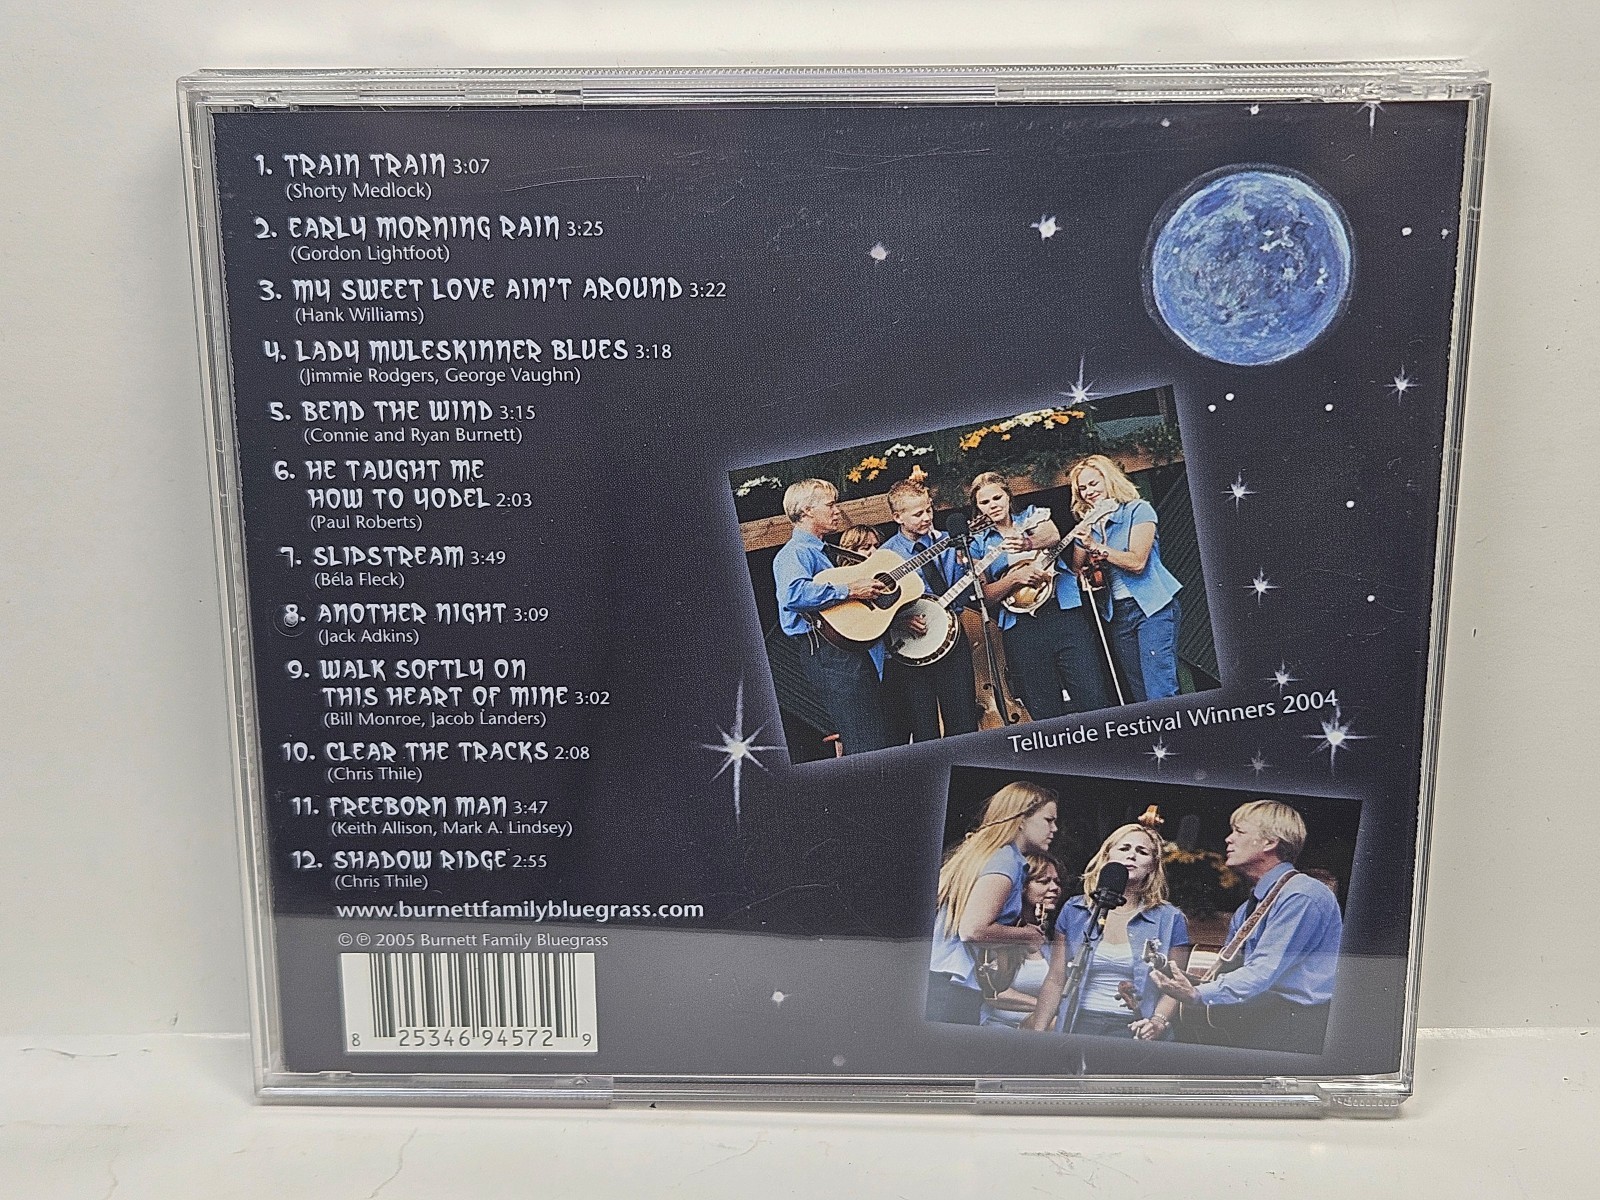 1. TRAIN TRAIN 3:07
(Shorty Medlock)
2. EARLY MORNING RAIN 3:25
(Gordon Lightfoot)
3. MY SWEET LOVE AIN'T AROUND 3:22
(Hank Williams)
4. LADY MULESKINNER BLUES 3:18
(Jimmie Rodgers, George Vaughn)
5. BEND THE WIND 3:15
(Connie and Ryan Burnett)
6. HE TAUGHT ME
HOW TO YODEL 2:03
(Paul Roberts)
7. SLIPSTREAM 3:49
(Béla Fleck)
8. ANOTHER NIGHT 3:09
(Jack Adkins)
9. WALK SOFTLY ON
THIS HEART OF MINE 3:02
(Bill Monroe, Jacob Landers)
10. CLEAR THE TRACKS 2:08
(Chris Thile)
11. FREEBORN MAN 3:47
(Keith Allison, Mark A. Lindsey)
12. SHADOW RIDGE 2:55
(Chris Thile)
www.burnettfamilybluegrass.com
© ℗ 2005 Burnett Family Bluegrass
8 25346 94572 9
Telluride Festival Winners 2004